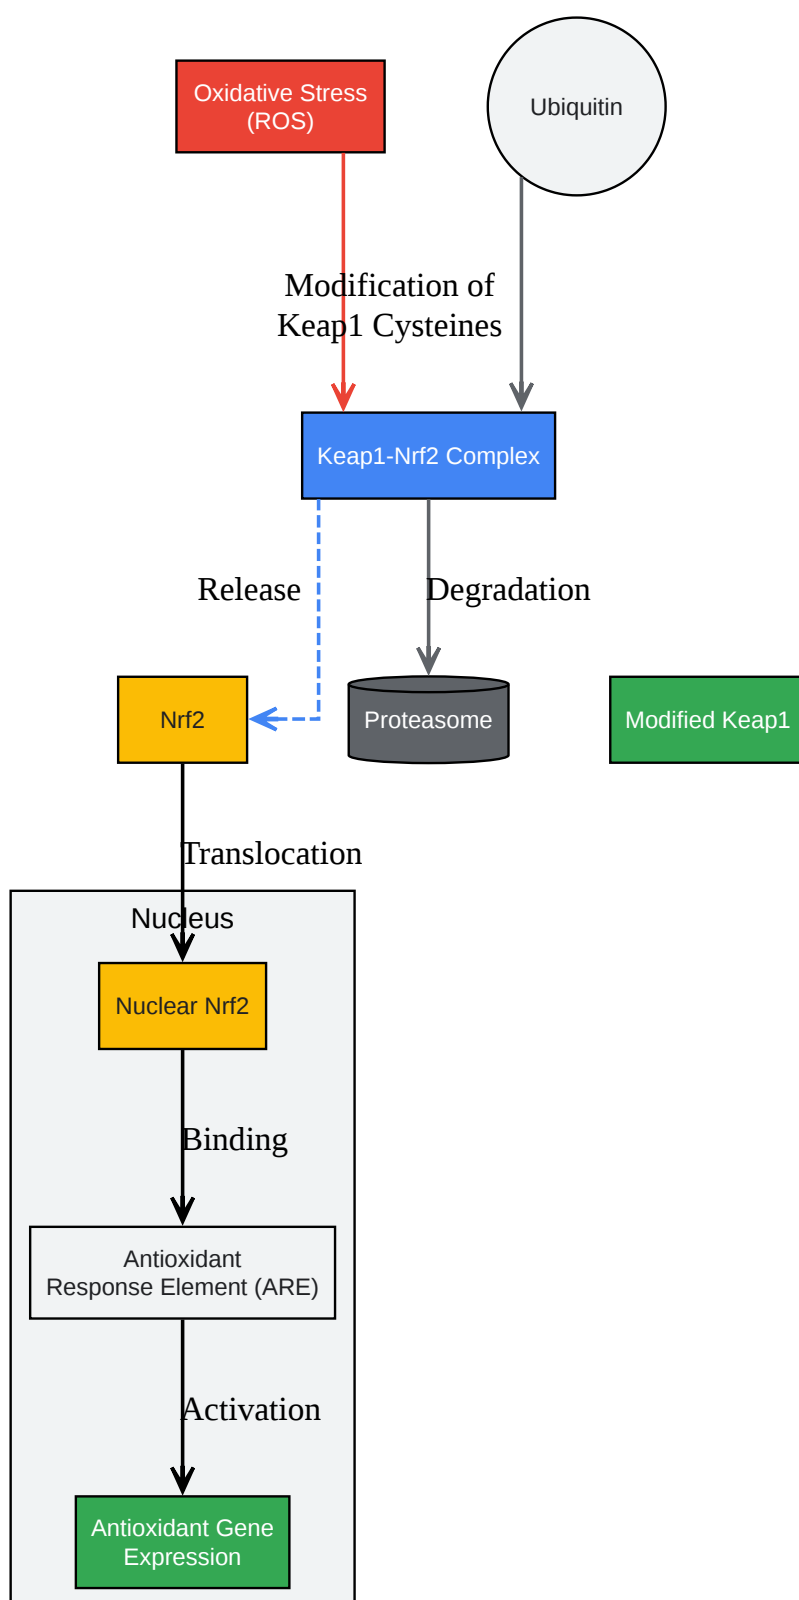 Oxidative Stress
(ROS)
Ubiquitin
Modification of
Keap1 Cysteines
Keap1-Nrf2 Complex
Release
Degradation
Nrf2
Proteasome
Modified Keap1
Translocation
Nucleus
Nuclear Nrf2
Binding
Antioxidant
Response Element (ARE)
Activation
Antioxidant Gene
Expression